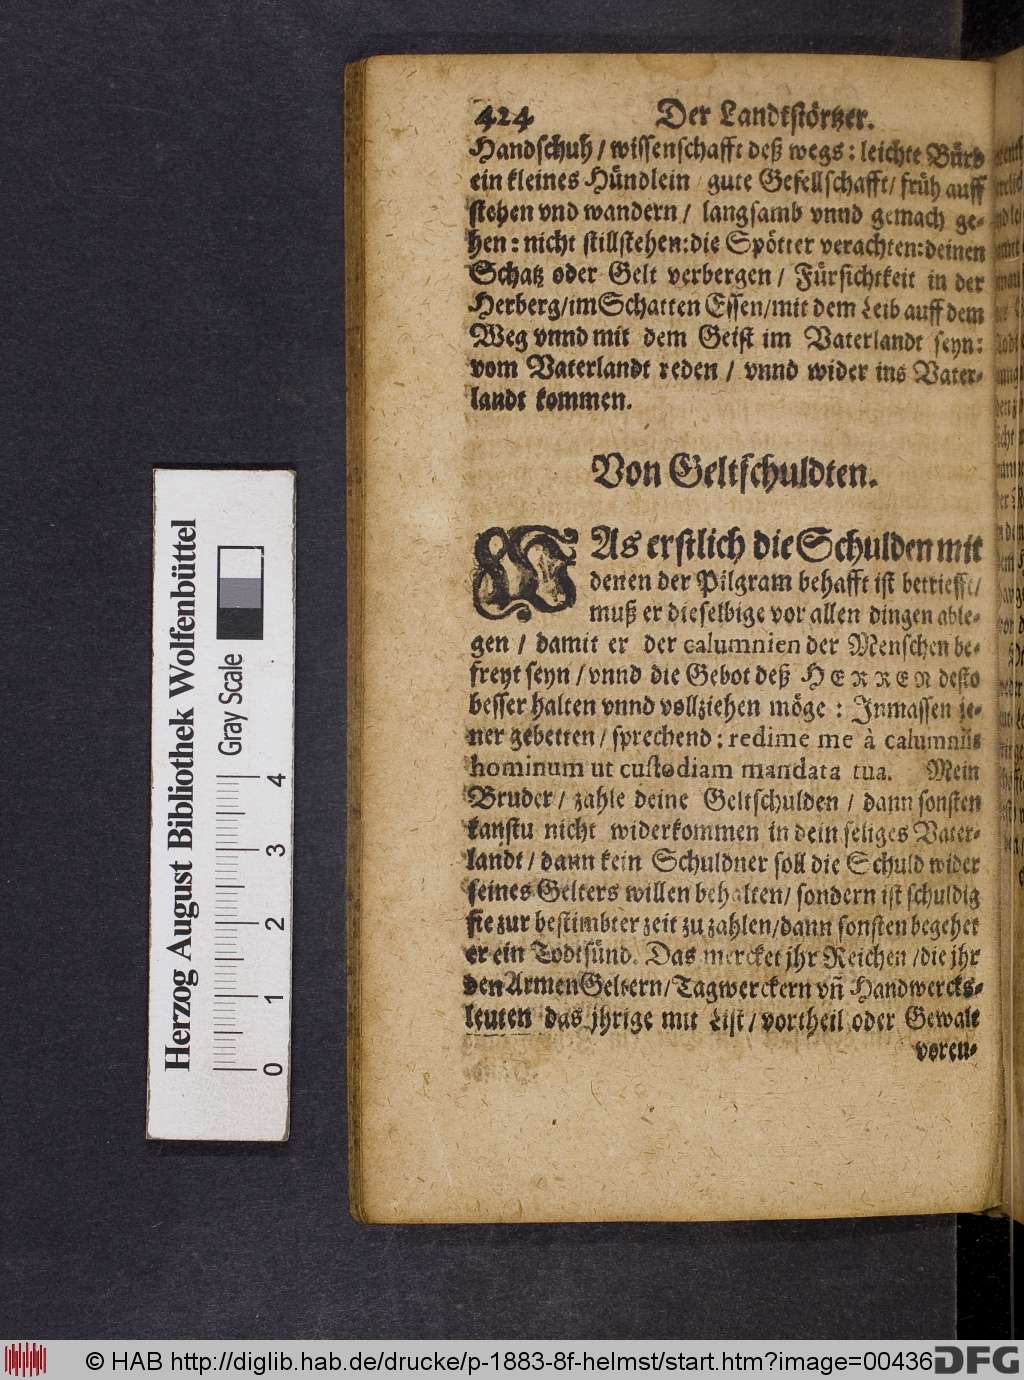 424 Der Landtstörtzer.
Handschuh / wissenschafft deß wegs: leichte Bürd
ein kleines Hündlein / gute Gesellschafft / früh auff
stehen vnd wandern / langsamb vnnd gemach ge-
hen: nicht stillstehen: die Spötter verachten: deinen
Schatz oder Gelt verbergen / Fürsichtkeit in der
Herberg / im Schatten Essen / mit dem Leib auff dem
Weg vnnd mit dem Geist im Vaterlandt seyn:
vom Vaterlandt reden / vnnd wider ins Vater-
landt kommen.
Von Geltschuldten.
WAs erstlich die Schulden mit
denen der Pilgram behafft ist betriefft /
muß er dieselbige vor allen dingen able-
gen / damit er der calumnien der Menschen be-
freyt seyn / vnnd die Gebot deß HERREN desto
besser halten vnnd vollziehen möge: Inmassen je-
ner gebetten / sprechend: redime me à calumniis
hominum ut custodiam mandata tua. Mein
Bruder / zahle deine Geltschulden / dann sonsten
kanstu nicht widerkommen in dein seliges Vater-
landt / dann kein Schuldner soll die Schuld wider
seines Gelters willen behalten / sondern ist schuldig
sie zur bestimbter zeit zu zahlen / dann sonsten begehet
er ein Todtsünd. Das mercket jhr Reichen / die jhr
den Armen Geltern / Tagwerckern vñ Handwercks-
leuten das jhrige mit List / vortheil oder Gewalt
voren-
Herzog August Bibliothek Wolfenbüttel
Gray Scale
0 1 2 3 4
© HAB http://diglib.hab.de/drucke/p-1883-8f-helmst/start.htm?image=00436
DFG